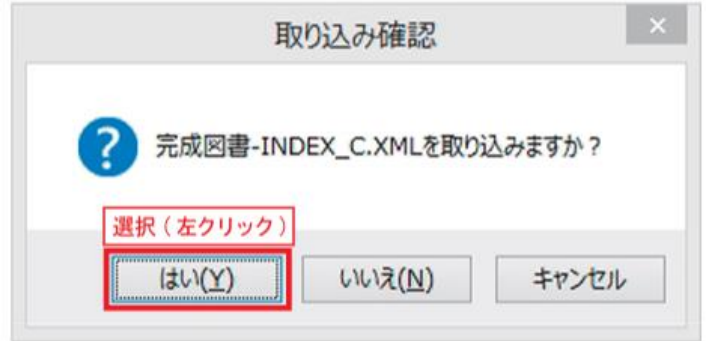 取り込み確認
完成図書-INDEX_C.XMLを取り込みますか？
選択（左クリック）
はい(Y)
いいえ(N)
キャンセル